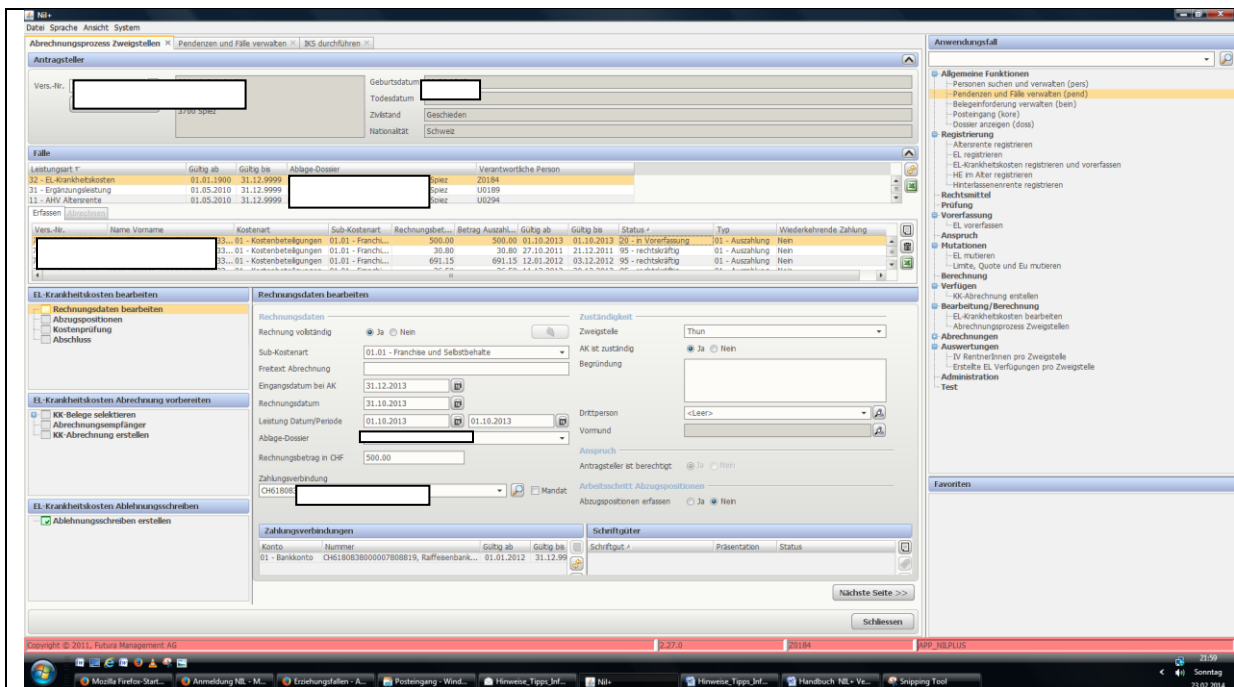 Nil+
Datei Sprache Ansicht System
Abrechnungsprozess Zweigstellen Pendenzen und Fälle verwalten IKS durchführen
Antragsteller
Vers.-Nr.
3700 Spiez
Geburtsdatum
Todesdatum
Zivilstand Geschieden
Nationalität Schweiz
Fälle
Leistungsart Gültig ab Gültig bis Ablage-Dossier Verantwortliche Person
32 - EL-Krankheitskosten 01.01.1900 31.12.9999 Spiez Z0184
31 - Ergänzungsleistung 01.05.2010 31.12.9999 Spiez U0189
11 - AHV Altersrente 01.05.2010 31.12.9999 Spiez U0294
Erfassen Abrechnen
Vers.-Nr. Name Vorname Kostenart Sub-Kostenart Rechnungsbet... Betrag Auszahl... Gültig ab Gültig bis Status Typ Wiederkehrende Zahlung
33... 01 - Kostenbeteiligungen 01.01 - Franchi... 500.00 500.00 01.10.2013 01.10.2013 20 - in Vorerfassung 01 - Auszahlung Nein
33... 01 - Kostenbeteiligungen 01.01 - Franchi... 30.80 30.80 27.10.2011 21.12.2011 95 - rechtskräftig 01 - Auszahlung Nein
33... 01 - Kostenbeteiligungen 01.01 - Franchi... 691.15 691.15 12.01.2012 03.12.2012 95 - rechtskräftig 01 - Auszahlung Nein
EL-Krankheitskosten bearbeiten
Rechnungsdaten bearbeiten
Abzugspositionen
Kostenprüfung
Abschluss
EL-Krankheitskosten Abrechnung vorbereiten
KK-Belege selektieren
Abrechnungsempfänger
KK-Abrechnung erstellen
EL-Krankheitskosten Ablehnungsschreiben
Ablehnungsschreiben erstellen
Rechnungsdaten bearbeiten
Rechnungsdaten
Rechnung vollständig Ja Nein
Sub-Kostenart 01.01 - Franchise und Selbstbehalte
Freitext Abrechnung
Eingangsdatum bei AK 31.12.2013
Rechnungsdatum 31.10.2013
Leistung Datum/Periode 01.10.2013 01.10.2013
Ablage-Dossier
Rechnungsbetrag in CHF 500.00
Zahlungsverbindung
CH618083 Mandat
Zuständigkeit
Zweigstelle Thun
AK ist zuständig Ja Nein
Begründung
Drittperson <Leer>
Vormund
Anspruch
Antragsteller ist berechtigt Ja Nein
Arbeitsschritt Abzugspositionen
Abzugspositionen erfassen Ja Nein
Zahlungsverbindungen
Konto Nummer Gültig ab Gültig bis
01 - Bankkonto CH6180838000007808819, Raiffeisenbank... 01.01.2012 31.12.99
Schriftgüter
Schriftgut Präsentation Status
Nächste Seite >>
Schliessen
Anwendungsfall
Allgemeine Funktionen
Personen suchen und verwalten (pers)
Pendenzen und Fälle verwalten (pend)
Belegeinforderung verwalten (bein)
Posteingang (kore)
Dossier anzeigen (doss)
Registrierung
Altersrente registrieren
EL registrieren
EL-Krankheitskosten registrieren und vorerfassen
HE im Alter registrieren
Hinterlassenenrente registrieren
Rechtsmittel
Prüfung
Vorerfassung
EL vorerfassen
Anspruch
Mutationen
EL mutieren
Limite, Quote und Eu mutieren
Berechnung
Verfügen
KK-Abrechnung erstellen
Bearbeitung/Berechnung
EL-Krankheitskosten bearbeiten
Abrechnungsprozess Zweigstellen
Abrechnungen
Auswertungen
IV RentnerInnen pro Zweigstelle
Erstellte EL Verfügungen pro Zweigstelle
Administration
Test
Favoriten
Copyright © 2011, Futura Management AG 2.27.0 Z0184 APP_NILPLUS
Mozilla Firefox-Start... Anmeldung NIL - M... Erziehungsfallen - A... Posteingang - Wind... Hinweise_Tipps_Inf... Nil+ Hinweise_Tipps_Inf... Handbuch NIL+ Ve... Snipping Tool
21:59
Sonntag
23.02.2014